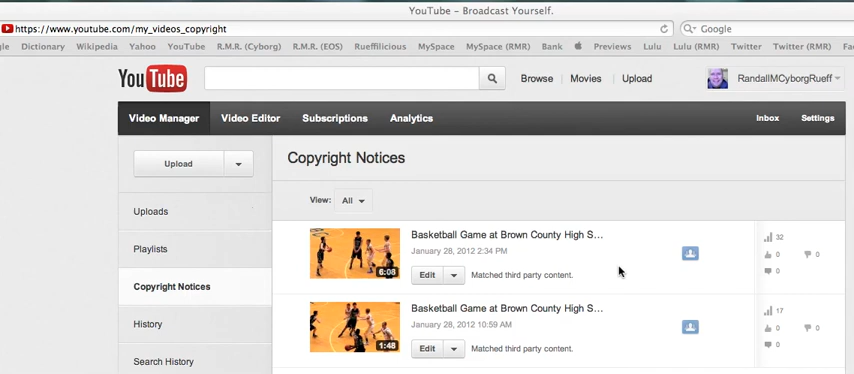 YouTube - Broadcast Yourself.
https://www.youtube.com/my_videos_copyright
Google
gle Dictionary Wikipedia Yahoo YouTube R.M.R. (Cyborg) R.M.R. (EOS) Rueffilicious MySpace MySpace (RMR) Bank Previews Lulu Lulu (RMR) Twitter Twitter (RMR) Faceboo
YouTube
Browse Movies Upload RandallMCyborgRueff
Video Manager Video Editor Subscriptions Analytics Inbox Settings
Upload
Copyright Notices
View: All
Uploads
Playlists
Copyright Notices
History
Search History
Basketball Game at Brown County High S...
January 28, 2012 2:34 PM
6:08
Edit Matched third party content.
32
0 0
0
Basketball Game at Brown County High S...
January 28, 2012 10:59 AM
1:48
Edit Matched third party content.
17
0 0
0